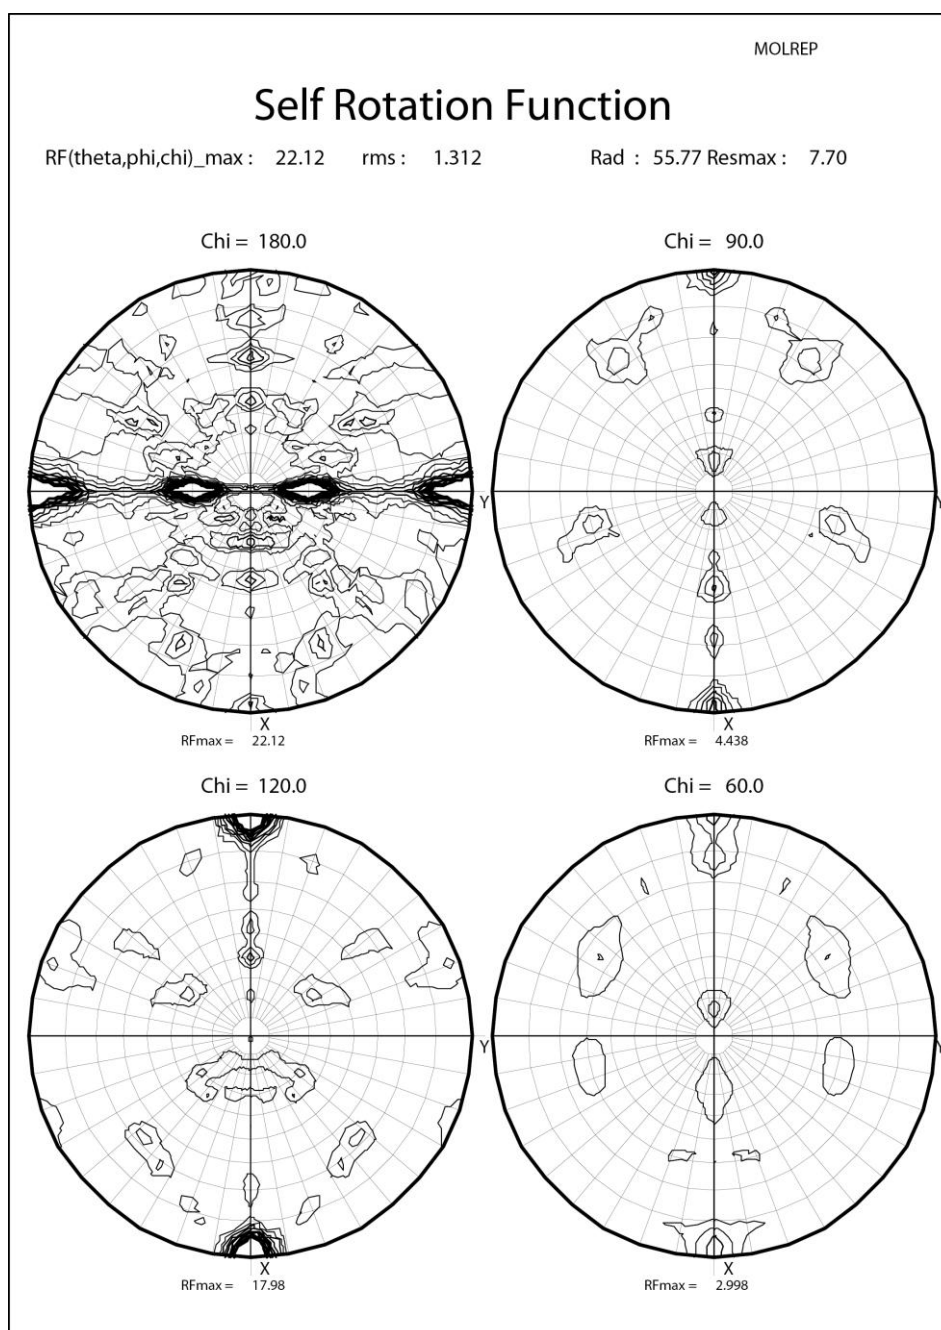 MOLREP
Self Rotation Function
RF(theta,phi,chi)_max : 22.12 rms : 1.312 Rad : 55.77 Resmax : 7.70
Chi = 180.0
Chi = 90.0
Y
Y
X
X
RFmax = 22.12
RFmax = 4.438
Chi = 120.0
Chi = 60.0
Y
Y
X
X
RFmax = 17.98
RFmax = 2.998